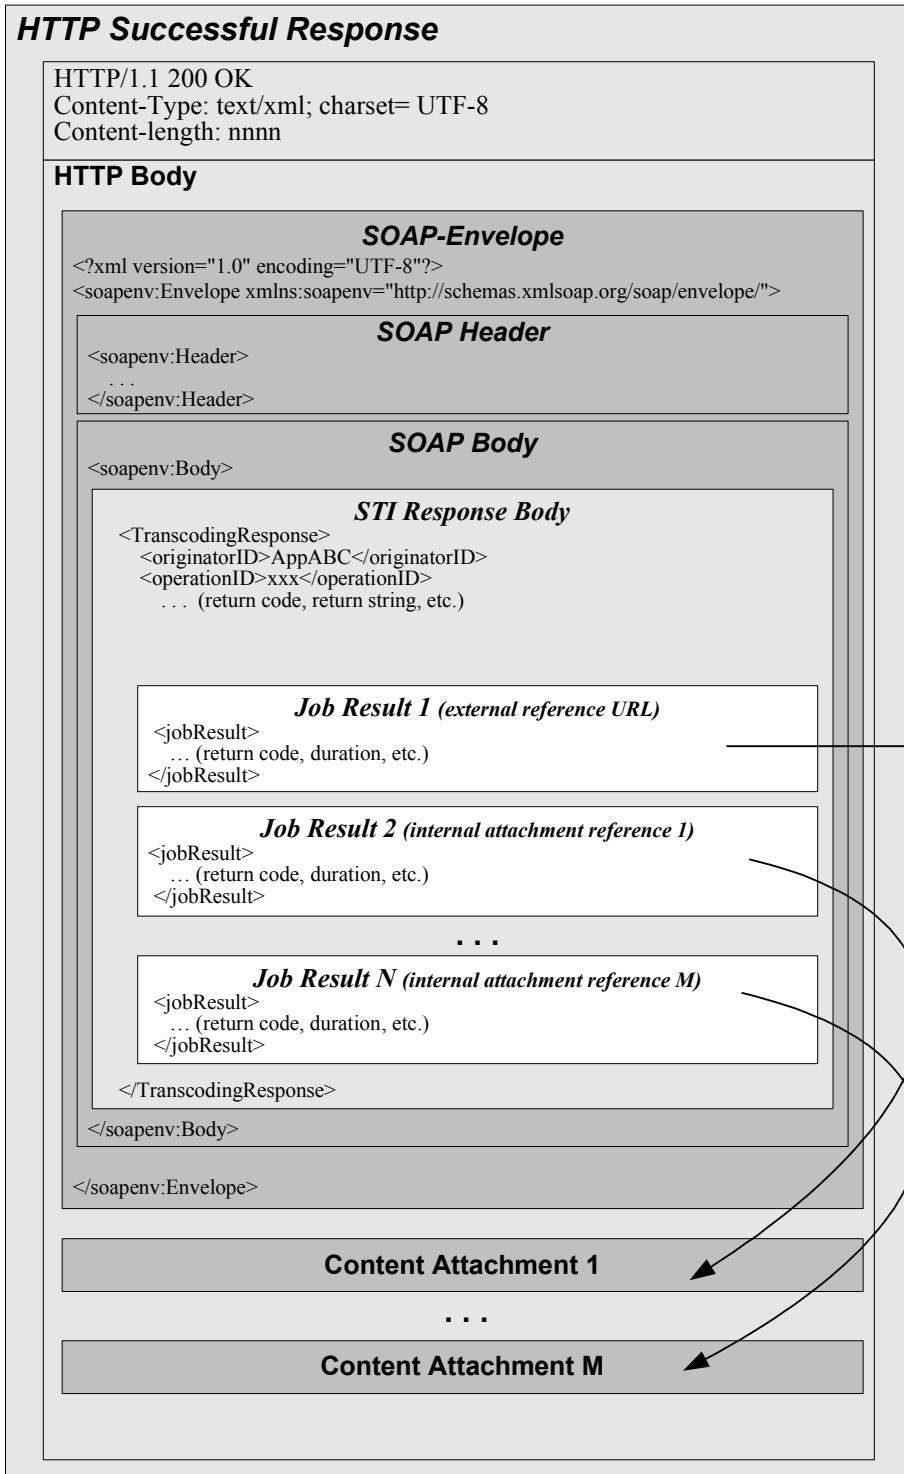 HTTP Successful Response
HTTP/1.1 200 OK
Content-Type: text/xml; charset= UTF-8
Content-length: nnnn
HTTP Body
SOAP-Envelope
<?xml version="1.0" encoding="UTF-8"?>
<soapenv:Envelope xmlns:soapenv="http://schemas.xmlsoap.org/soap/envelope/">
SOAP Header
<soapenv:Header>
. . .
</soapenv:Header>
SOAP Body
<soapenv:Body>
STI Response Body
<TranscodingResponse>
<originatorID>AppABC</originatorID>
<operationID>xxx</operationID>
. . . (return code, return string, etc.)
Job Result 1 (external reference URL)
<jobResult>
… (return code, duration, etc.)
</jobResult>
Job Result 2 (internal attachment reference 1)
<jobResult>
… (return code, duration, etc.)
</jobResult>
. . .
Job Result N (internal attachment reference M)
<jobResult>
… (return code, duration, etc.)
</jobResult>
</TranscodingResponse>
</soapenv:Body>
</soapenv:Envelope>
Content Attachment 1
. . .
Content Attachment M